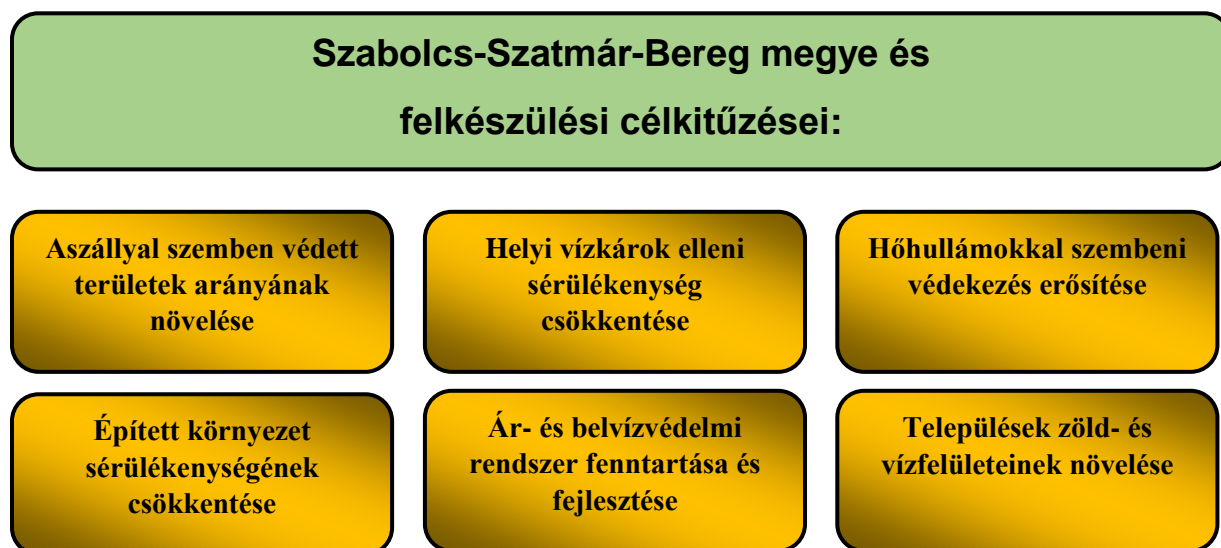 Szabolcs-Szatmár-Bereg megye és
felkészülési célkitűzései:
Aszállyal szemben védett
területek arányának
növelése
Helyi vízkárok elleni
sérülékenység
csökkentése
Hőhullámokkal szembeni
védekezés erősítése
Épített környezet
sérülékenységének
csökkentése
Ár- és belvízvédelmi
rendszer fenntartása és
fejlesztése
Települések zöld- és
vízfelületeinek növelése